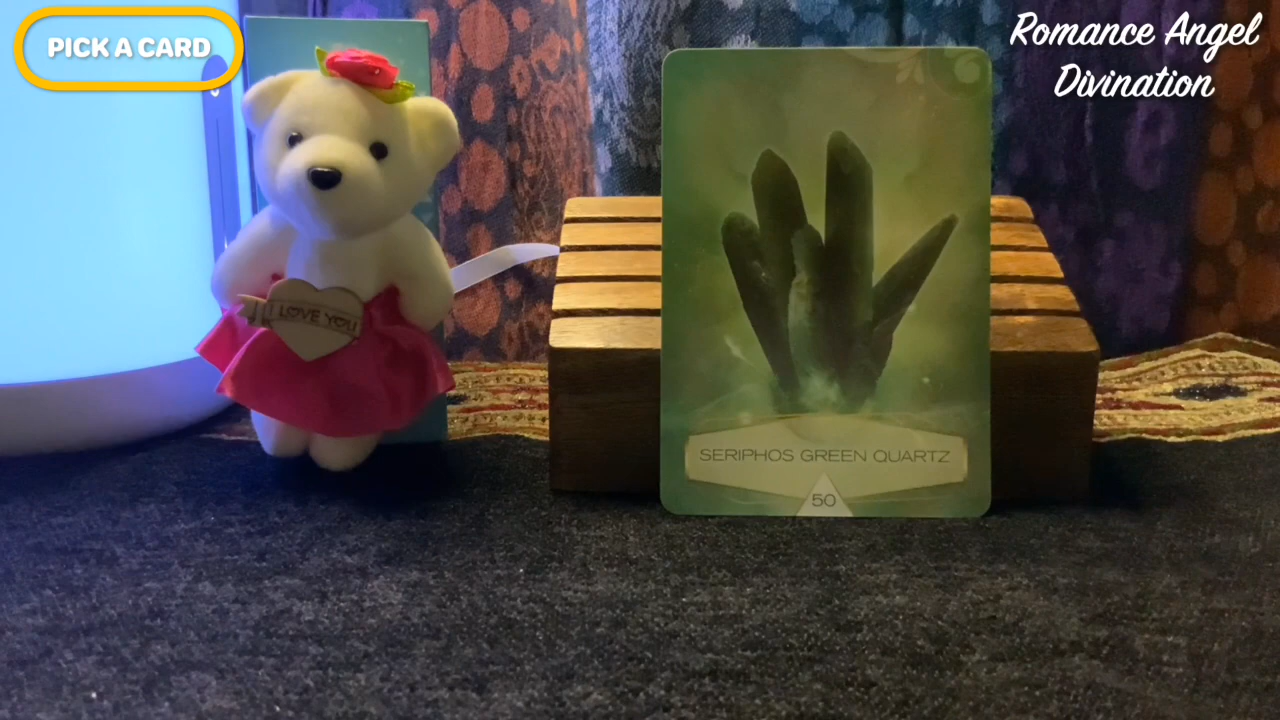 PICK A CARD
Romance Angel
Divination
I LOVE YOU
SERIPHOS GREEN QUARTZ
50